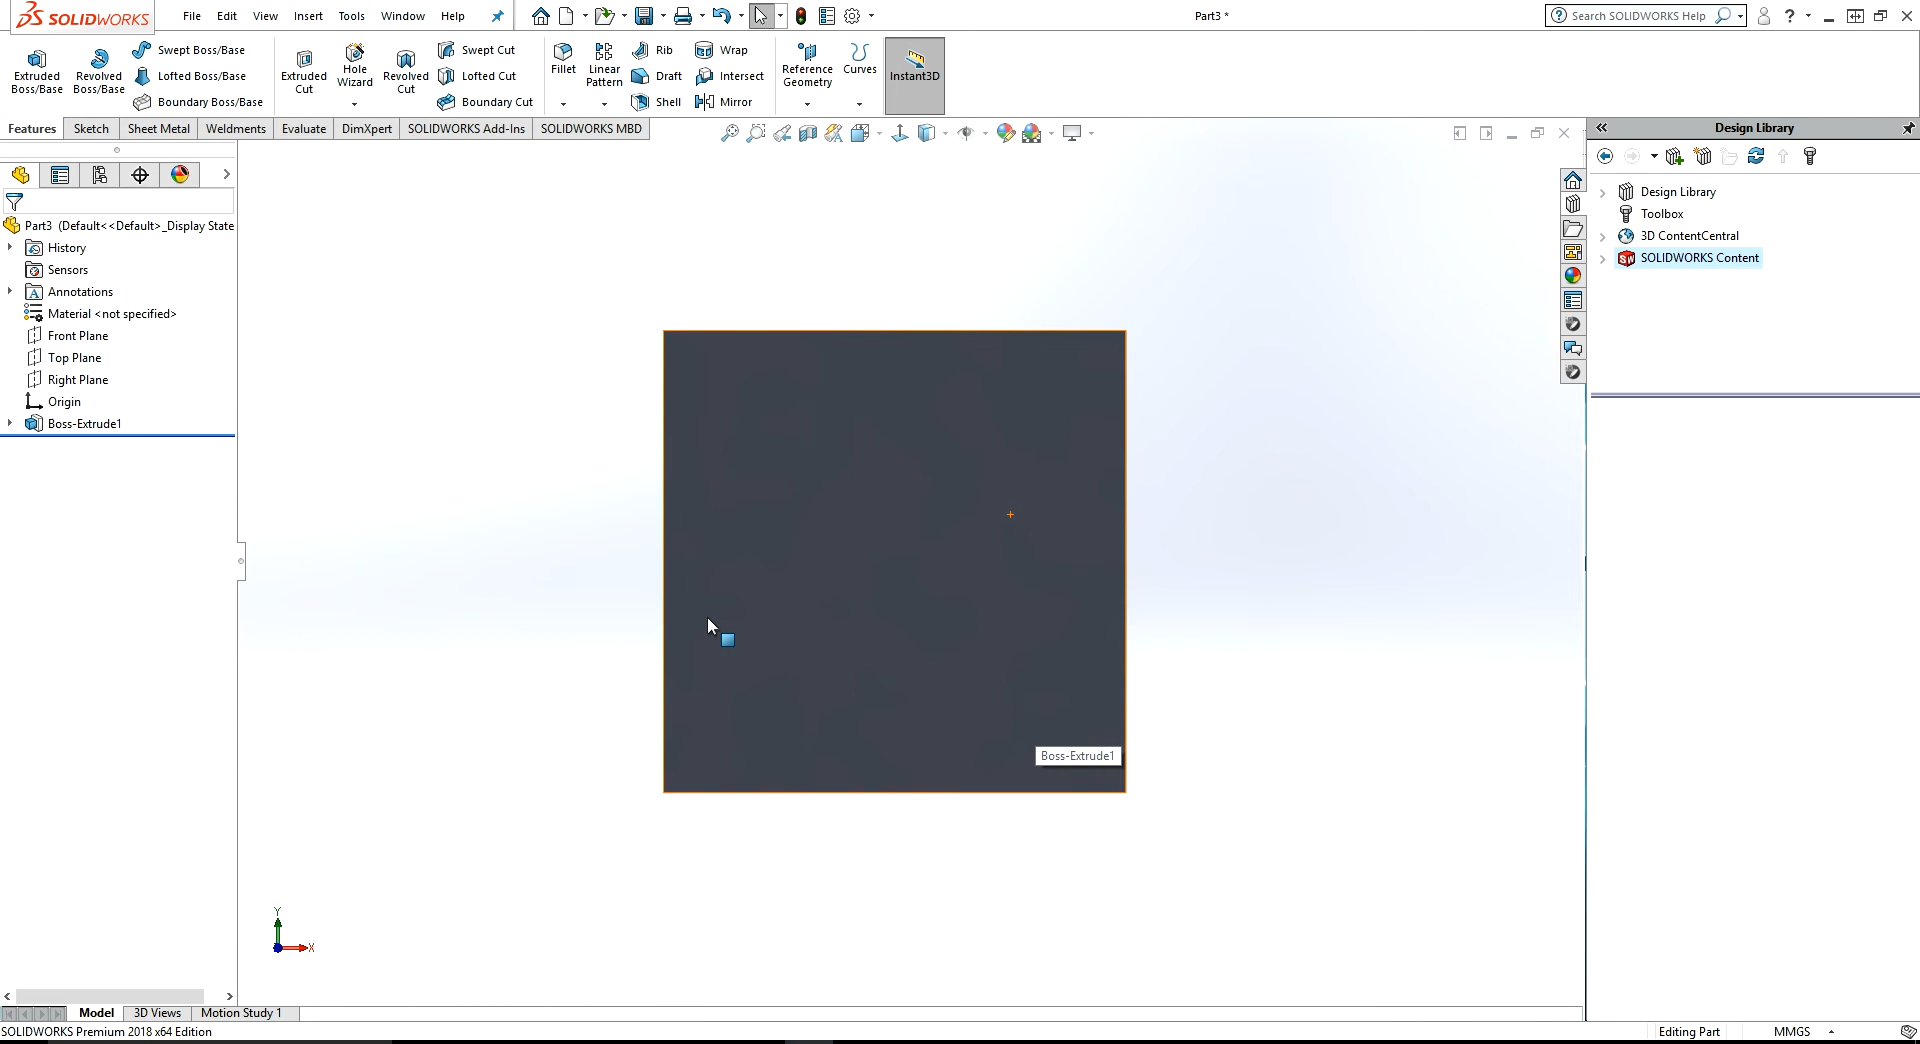 SOLIDWORKS
File Edit View Insert Tools Window Help
Part3 *
Search SOLIDWORKS Help
?
Extruded Boss/Base
Revolved Boss/Base
Swept Boss/Base
Lofted Boss/Base
Boundary Boss/Base
Extruded Cut
Hole Wizard
Revolved Cut
Swept Cut
Lofted Cut
Boundary Cut
Fillet
Linear Pattern
Rib
Draft
Shell
Wrap
Intersect
Mirror
Reference Geometry
Curves
Instant3D
Features Sketch Sheet Metal Weldments Evaluate DimXpert SOLIDWORKS Add-Ins SOLIDWORKS MBD
Part3 (Default<<Default>_Display State
History
Sensors
Annotations
Material <not specified>
Front Plane
Top Plane
Right Plane
Origin
Boss-Extrude1
Boss-Extrude1
Y
X
Design Library
Design Library
Toolbox
3D ContentCentral
SOLIDWORKS Content
Model 3D Views Motion Study 1
SOLIDWORKS Premium 2018 x64 Edition
Editing Part MMGS